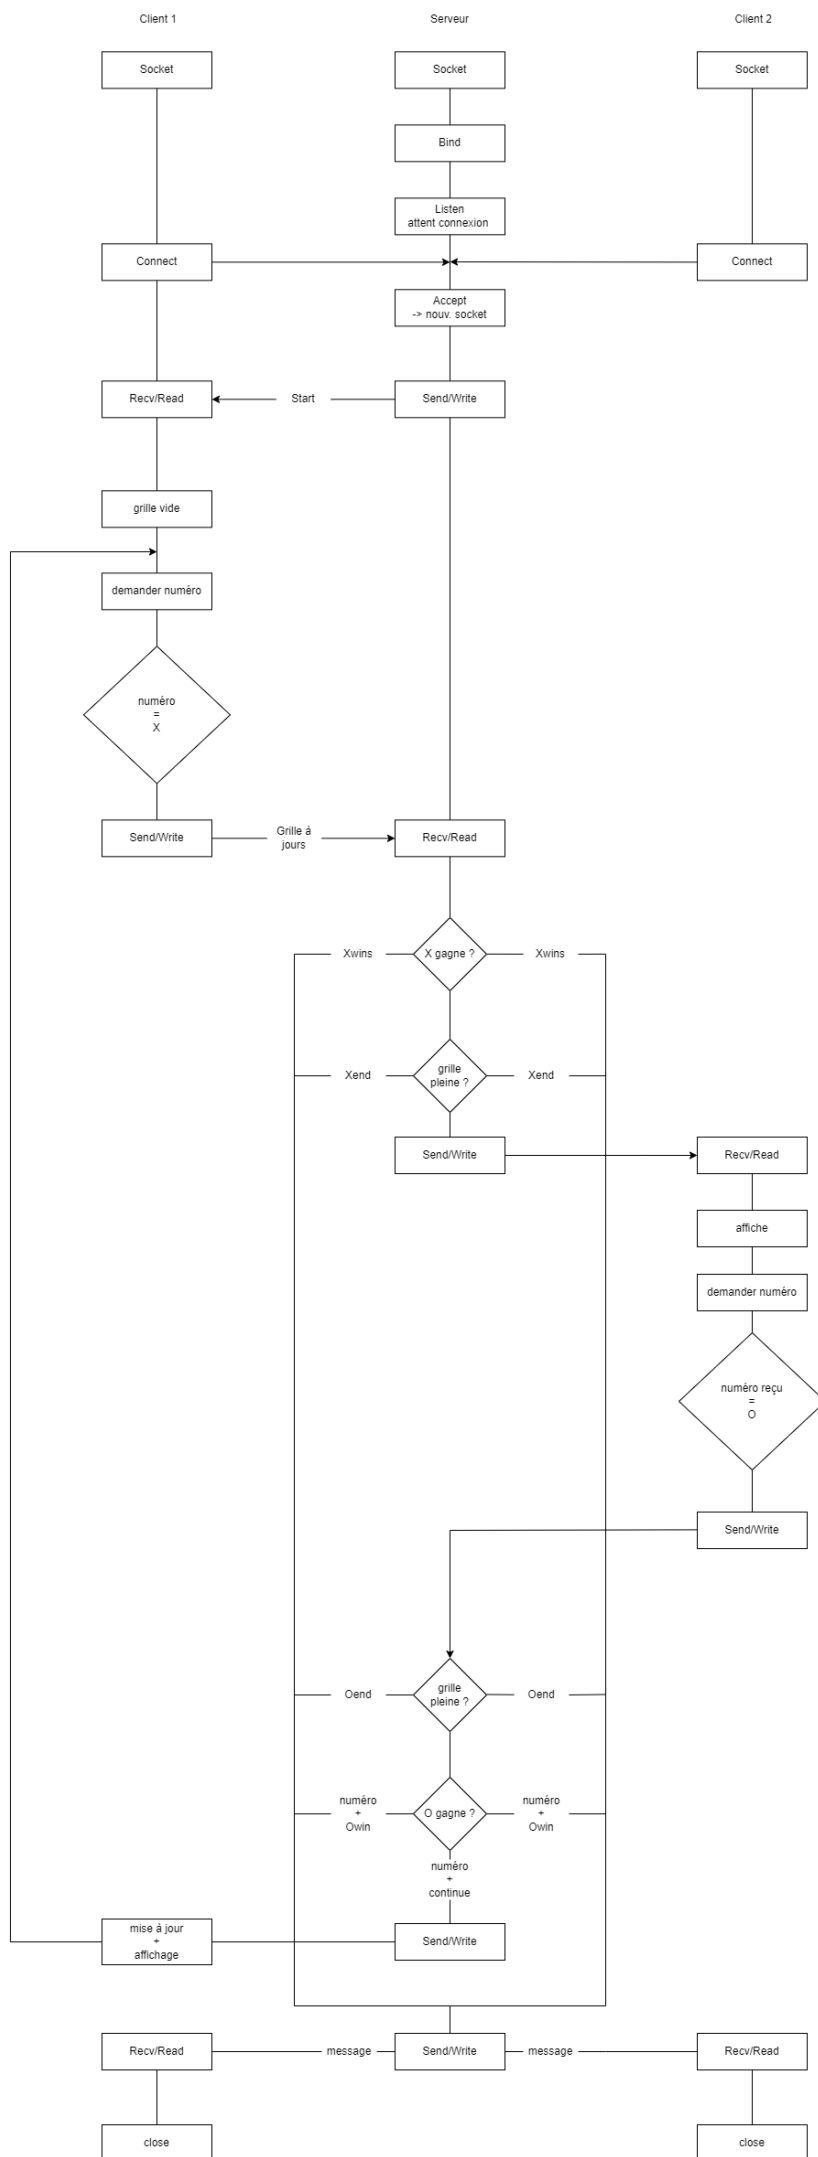 Client 1
Serveur
Client 2
Socket
Socket
Socket
Bind
Listen
attent connexion
Connect
Connect
Accept
-> nouv. socket
Recv/Read
Start
Send/Write
grille vide
demander numéro
numéro
=
X
Send/Write
Grille à
jours
Recv/Read
Xwins
X gagne ?
Xwins
Xend
grille
pleine ?
Xend
Send/Write
Recv/Read
affiche
demander numéro
numéro reçu
=
O
Send/Write
Oend
grille
pleine ?
Oend
numéro
+
Owin
O gagne ?
numéro
+
Owin
numéro
+
continue
mise à jour
+
affichage
Send/Write
Recv/Read
message
Send/Write
message
Recv/Read
close
close